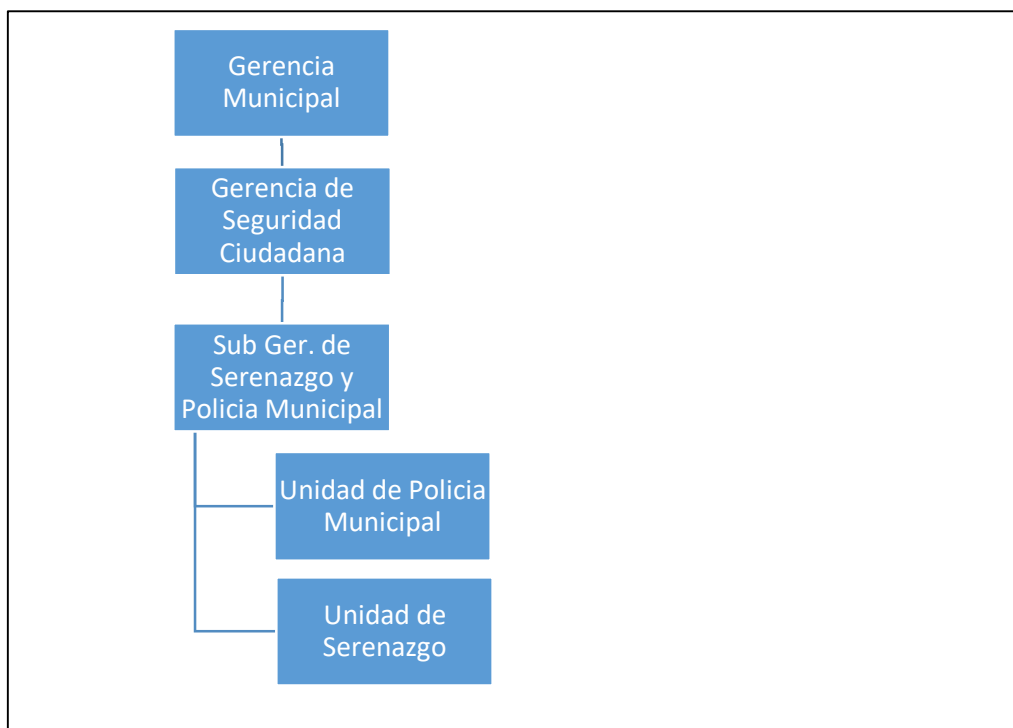 Gerencia
Municipal
Gerencia de
Seguridad
Ciudadana
Sub Ger. de
Serenazgo y
Policia Municipal
Unidad de Policia
Municipal
Unidad de
Serenazgo